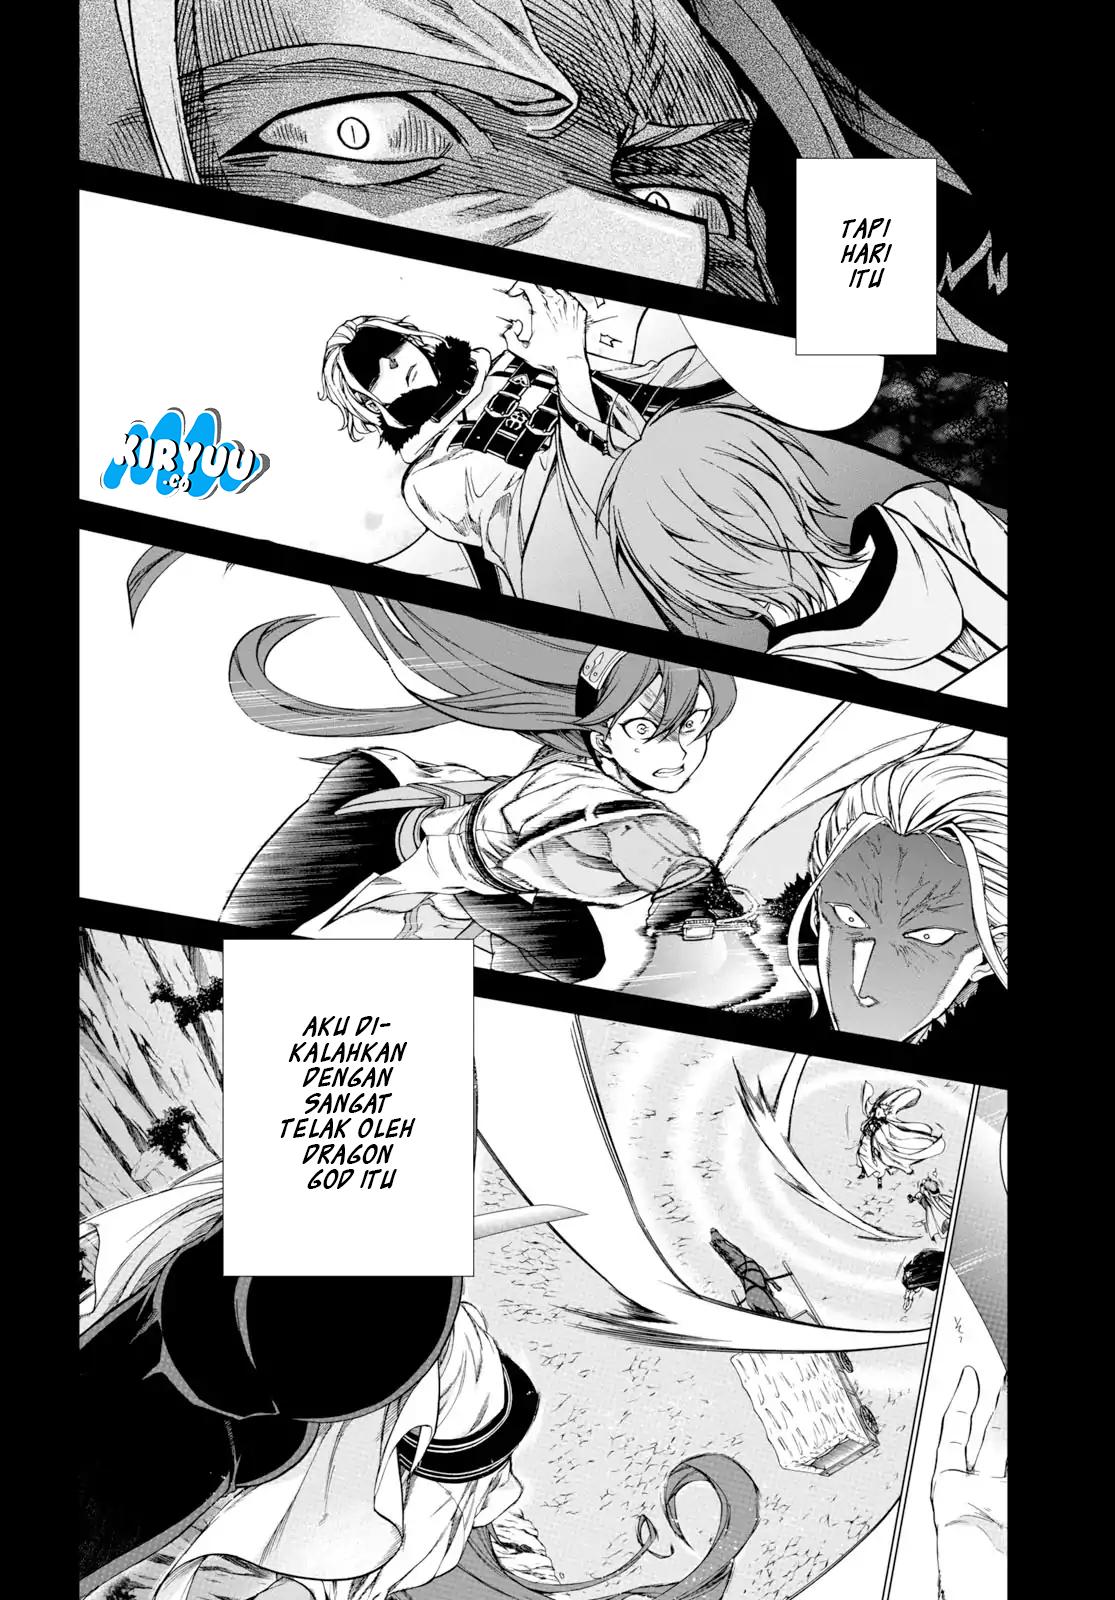 TAPI
HARI
ITU
KIRYUU
.CO
AKU DI-
KALAHKAN
DENGAN
SANGAT
TELAK OLEH
DRAGON
GOD ITU